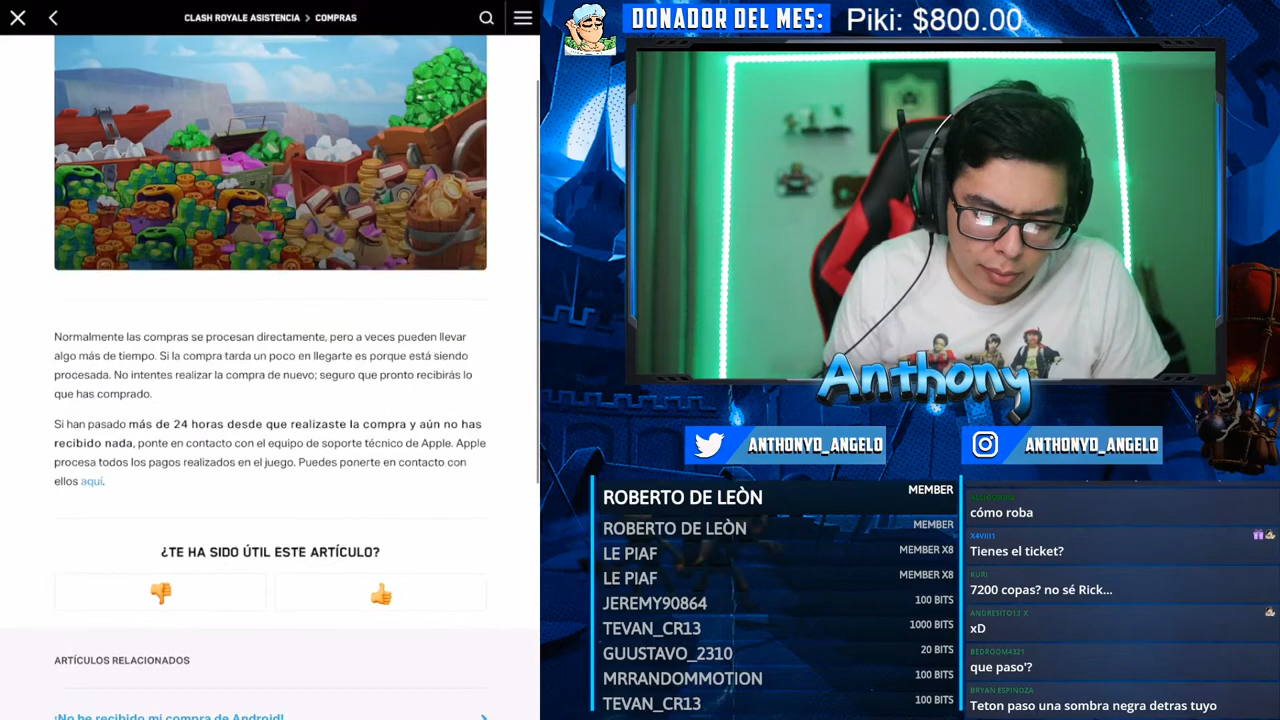 CLASH ROYALE ASISTENCIA > COMPRAS
Normalmente las compras se procesan directamente, pero a veces pueden llevar
algo más de tiempo. Si la compra tarda un poco en llegarte es porque está siendo
procesada. No intentes realizar la compra de nuevo; seguro que pronto recibirás lo
que has comprado.
Si han pasado más de 24 horas desde que realizaste la compra y aún no has
recibido nada, ponte en contacto con el equipo de soporte técnico de Apple. Apple
procesa todos los pagos realizados en el juego. Puedes ponerte en contacto con
ellos aquí.
¿TE HA SIDO ÚTIL ESTE ARTÍCULO?
ARTÍCULOS RELACIONADOS
¡No he recibido mi compra de Android!
DONADOR DEL MES: Piki: $800.00
Anthony
ANTHONYD_ANGELO
ANTHONYD_ANGELO
ROBERTO DE LEÒN MEMBER
ROBERTO DE LEÒN MEMBER
LE PIAF MEMBER X8
LE PIAF MEMBER X8
JEREMY90864 100 BITS
TEVAN_CR13 1000 BITS
GUUSTAVO_2310 20 BITS
MRRANDOMMOTION 100 BITS
TEVAN_CR13 100 BITS
cómo roba
X4VIII1
Tienes el ticket?
KURI
7200 copas? no sé Rick...
ANDRESITO13 X
xD
BEDROOM4321
que paso'?
BRYAN ESPINOZA
Teton paso una sombra negra detras tuyo